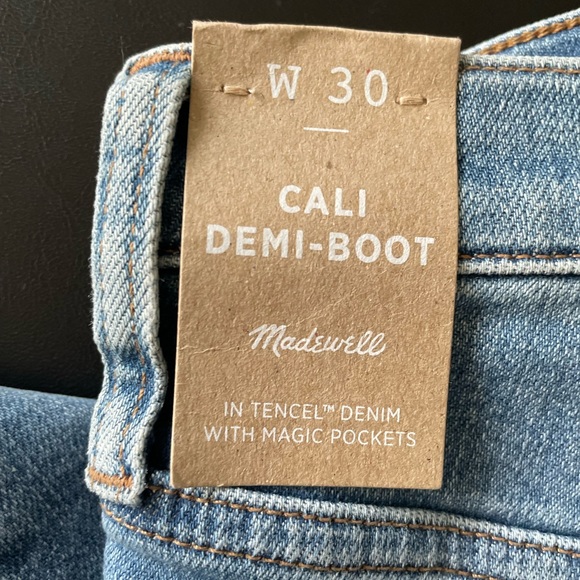 W 30
CALI
DEMI-BOOT
Madewell
IN TENCEL™ DENIM
WITH MAGIC POCKETS